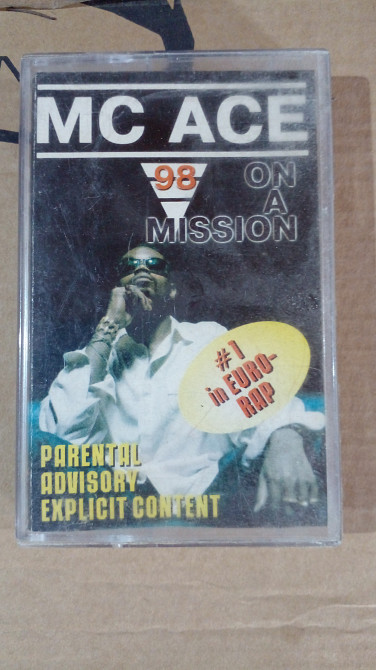 MC ACE
98
ON
A
MISSION
#1
in EURO-
RAP
PARENTAL
ADVISORY
EXPLICIT CONTENT